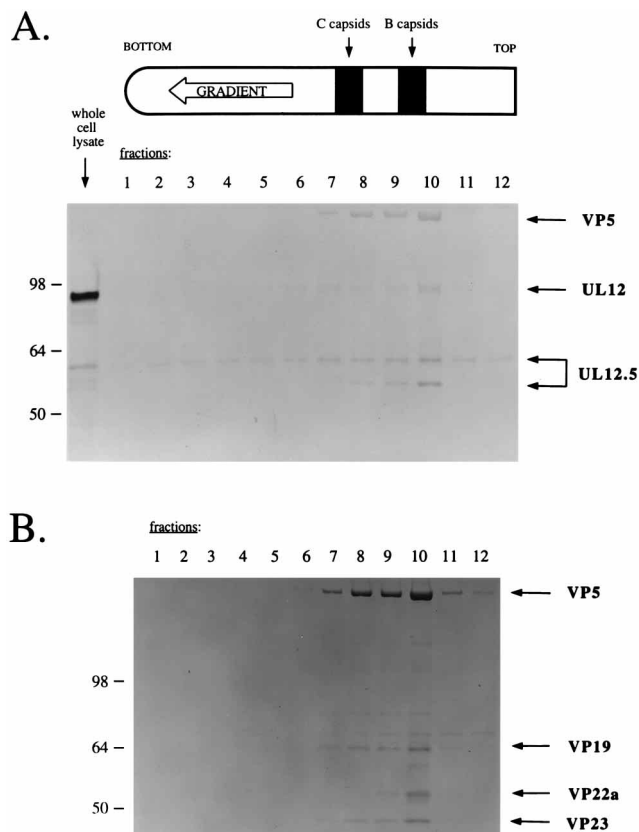 A.
C capsids B capsids
BOTTOM TOP
GRADIENT
whole
cell
lysate
fractions:
1 2 3 4 5 6 7 8 9 10 11 12
VP5
98 –
UL12
64 –
UL12.5
50 –
B.
fractions:
1 2 3 4 5 6 7 8 9 10 11 12
VP5
98 –
64 –
VP19
VP22a
50 –
VP23